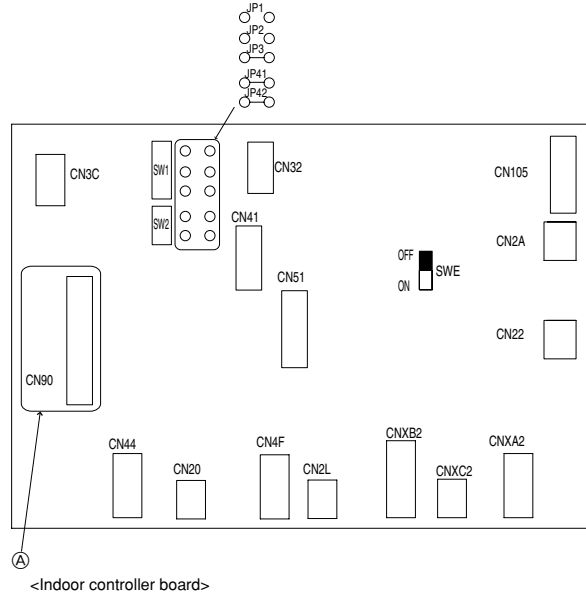 JP1
JP2
JP3
JP41
JP42
CN3C
SW1
CN32
CN105
SW2
CN41
CN2A
OFF
SWE
ON
CN51
CN22
CN90
CN44
CN20
CN4F
CN2L
CNXB2
CNXC2
CNXA2
A
<Indoor controller board>